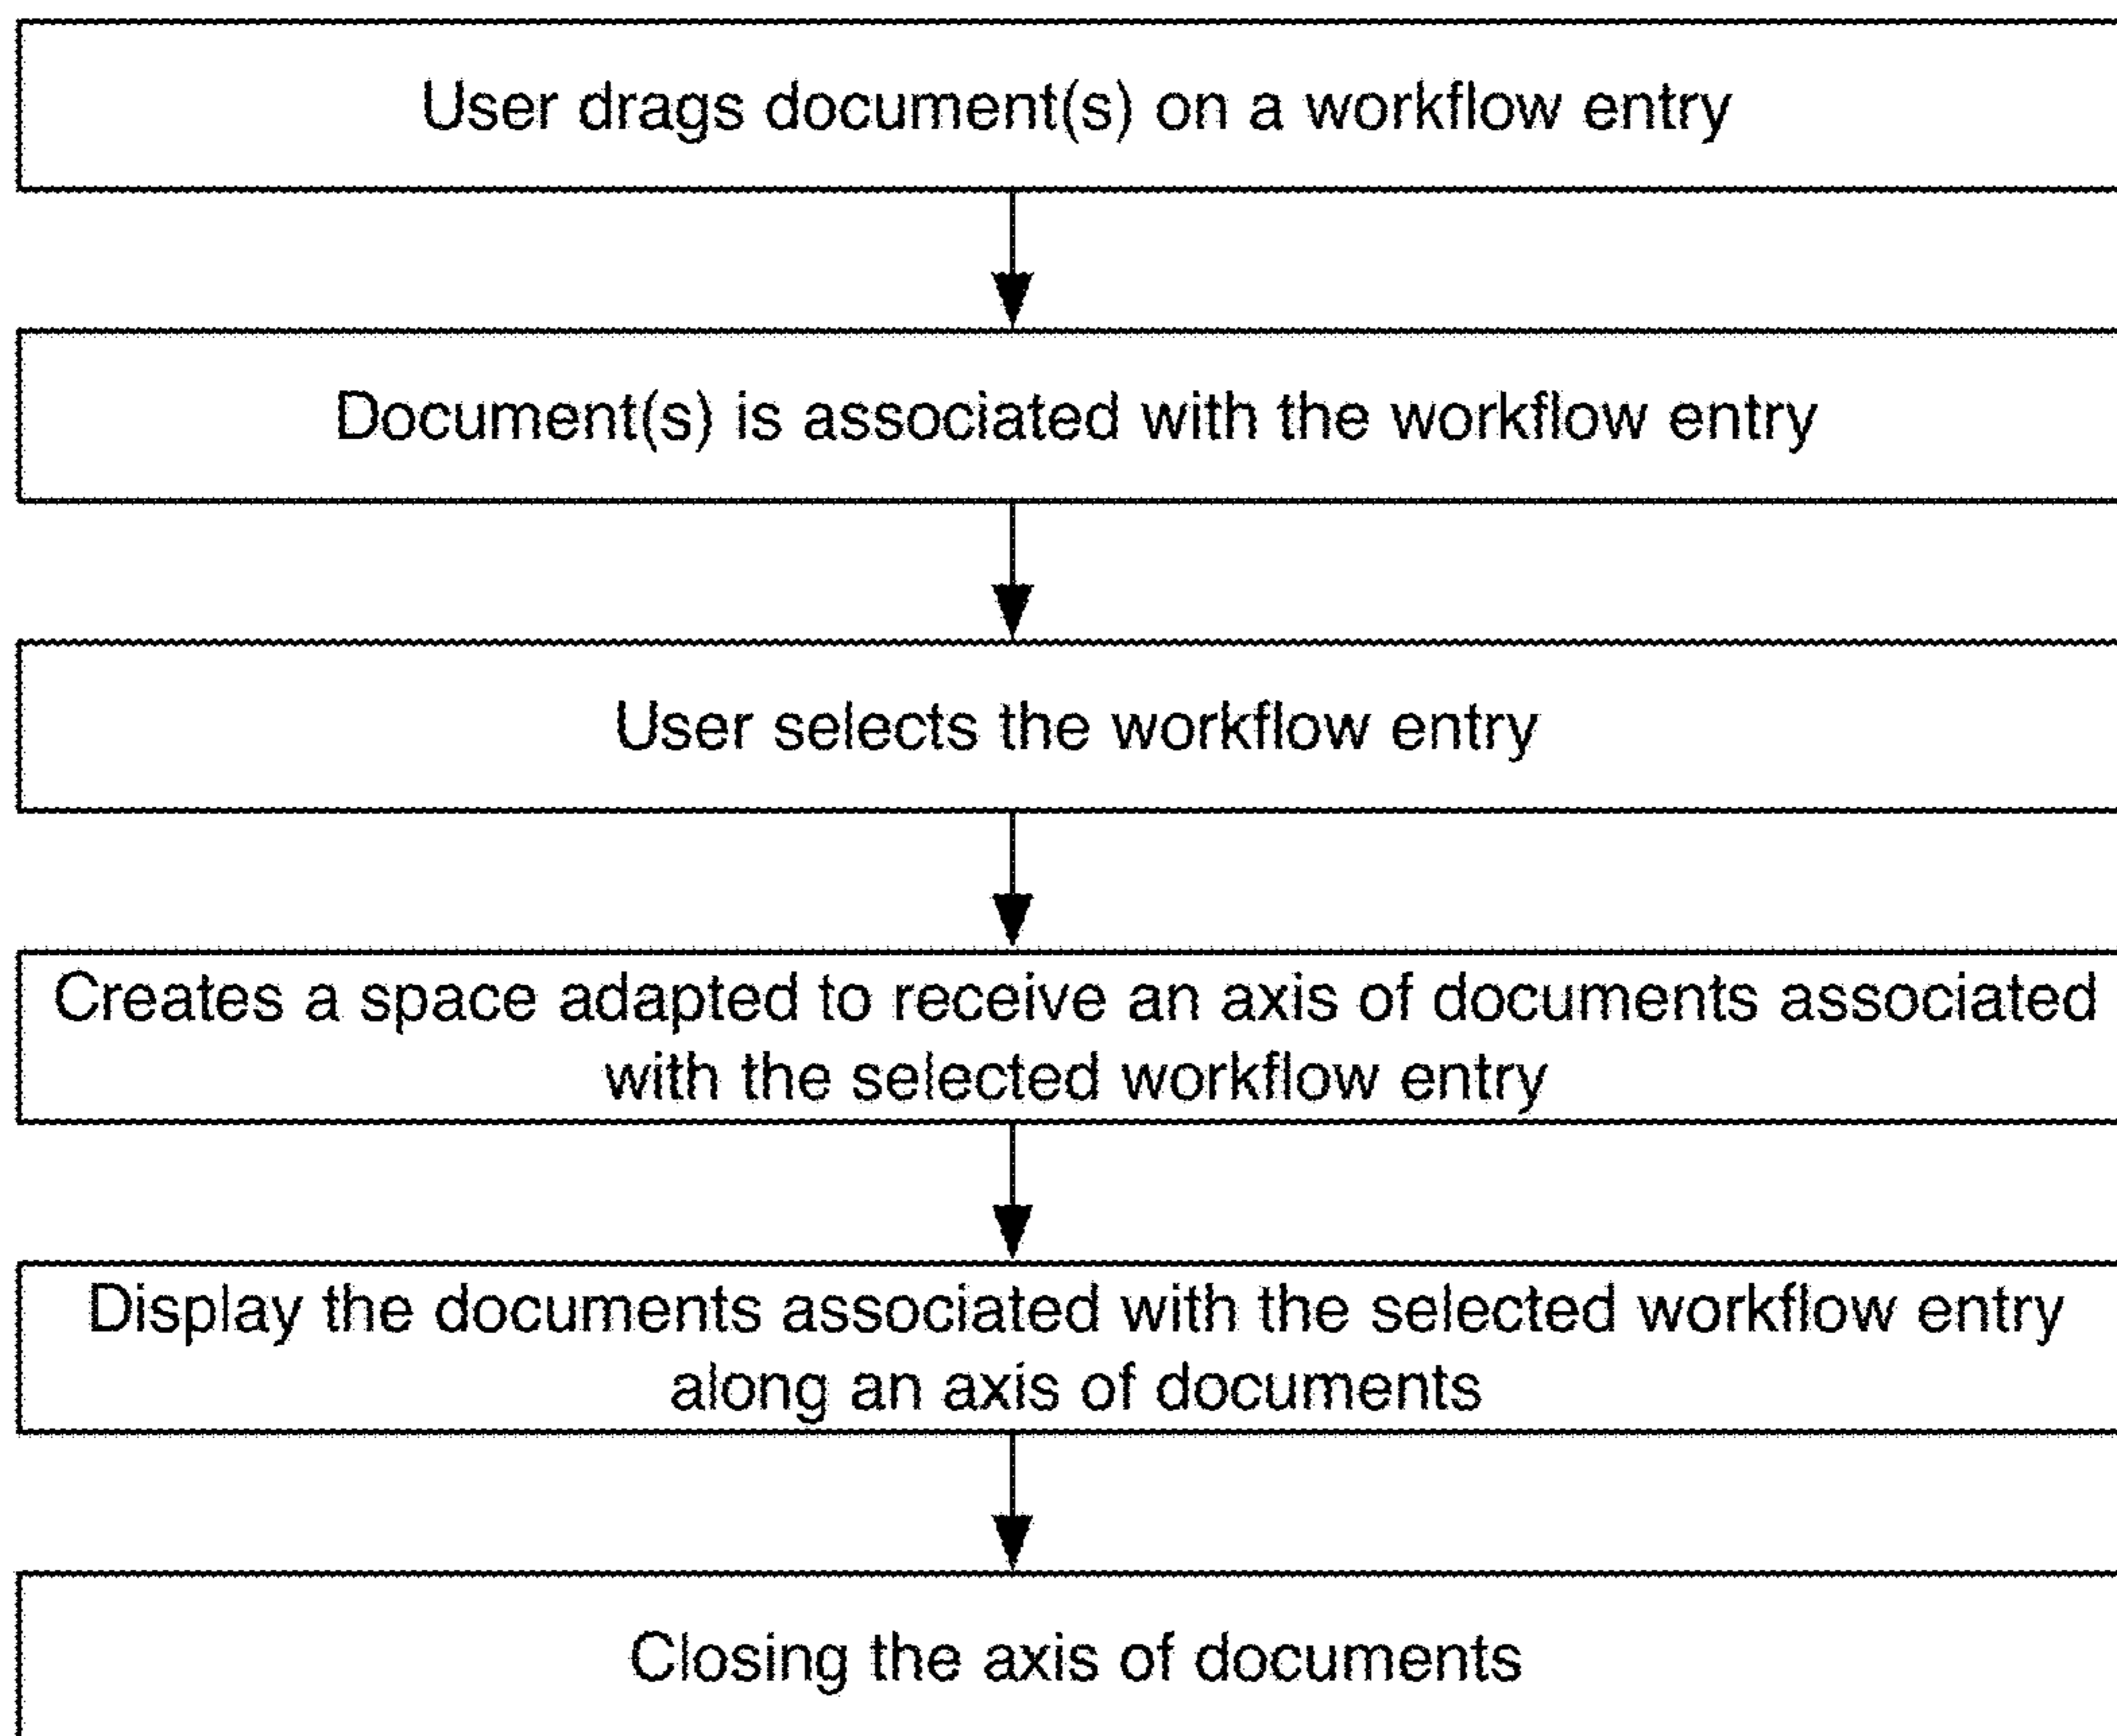 User drags document(s) on a workflow entry
Document(s) is associated with the workflow entry
User selects the workflow entry
Creates a space adapted to receive an axis of documents associated
with the selected workflow entry
Display the documents associated with the selected workflow entry
along an axis of documents
Closing the axis of documents